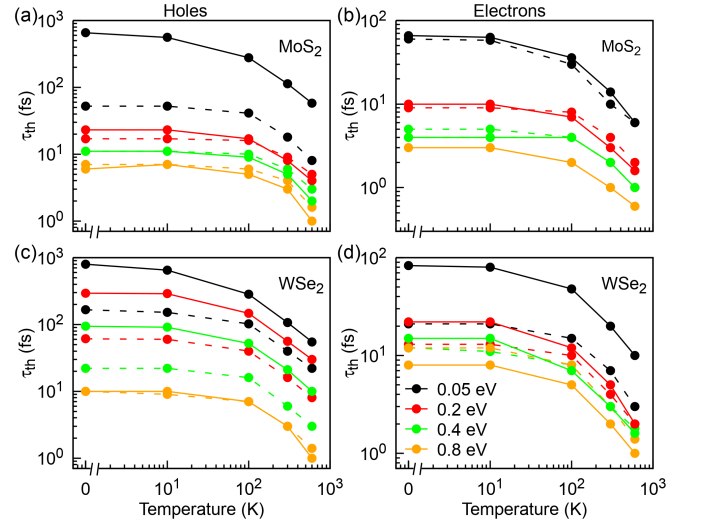 (a) Holes
(b) Electrons
MoS2
MoS2
τth (fs)
10^3
10^2
10^1
10^0
τth (fs)
10^2
10^1
10^0
(c)
(d)
WSe2
WSe2
τth (fs)
10^3
10^2
10^1
10^0
τth (fs)
10^2
10^1
10^0
0.05 eV
0.2 eV
0.4 eV
0.8 eV
0 10^1 10^2 10^3
0 10^1 10^2 10^3
Temperature (K)
Temperature (K)